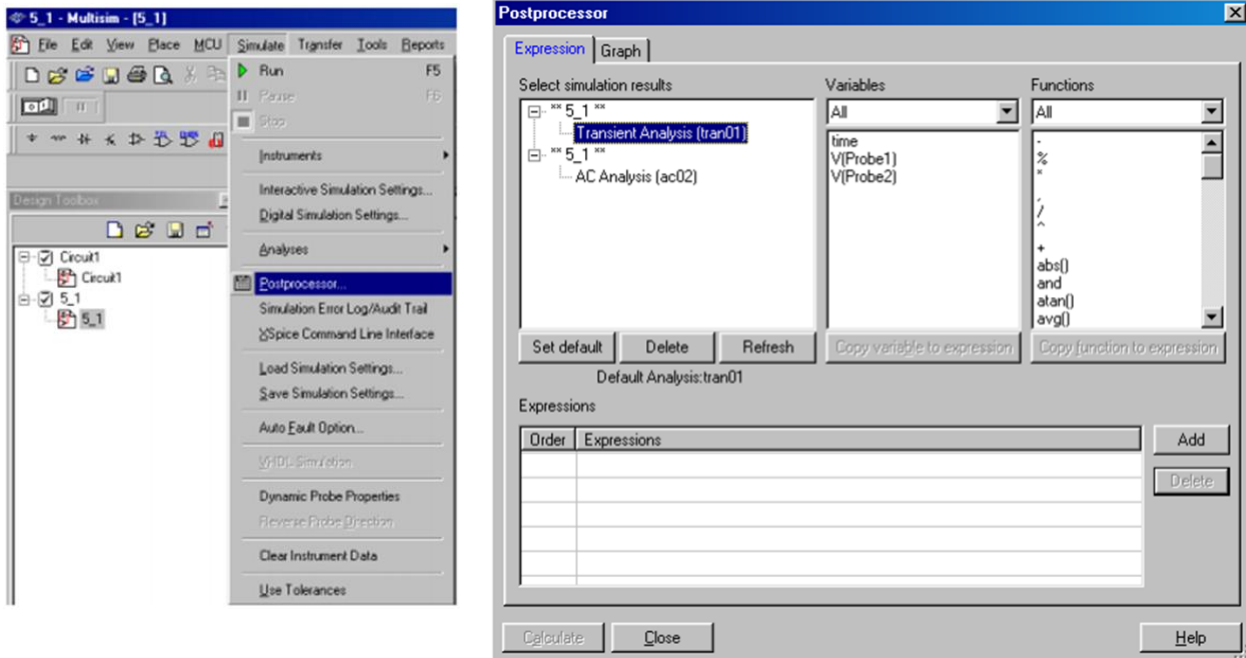 5_1 - Multisim - [5_1]
File Edit View Place MCU Simulate Transfer Tools Reports
Run F5
Pause F6
Stop
Instruments
Interactive Simulation Settings...
Digital Simulation Settings...
Analyses
Postprocessor...
Simulation Error Log/Audit Trail
XSpice Command Line Interface
Load Simulation Settings...
Save Simulation Settings...
Auto Fault Option...
VHDL Simulation
Dynamic Probe Properties
Reverse Probe Direction
Clear Instrument Data
Use Tolerances
Design Toolbox
Circuit1
Circuit1
5_1
5_1
Postprocessor
Expression Graph
Select simulation results
** 5_1 **
Transient Analysis (tran01)
** 5_1 **
AC Analysis (ac02)
Set default Delete Refresh
Default Analysis:tran01
Variables
All
time
V(Probe1)
V(Probe2)
Copy variable to expression
Functions
All
-
%
*
,
/
^
+
abs()
and
atan()
avg()
Copy function to expression
Expressions
Order Expressions
Add
Delete
Calculate Close Help